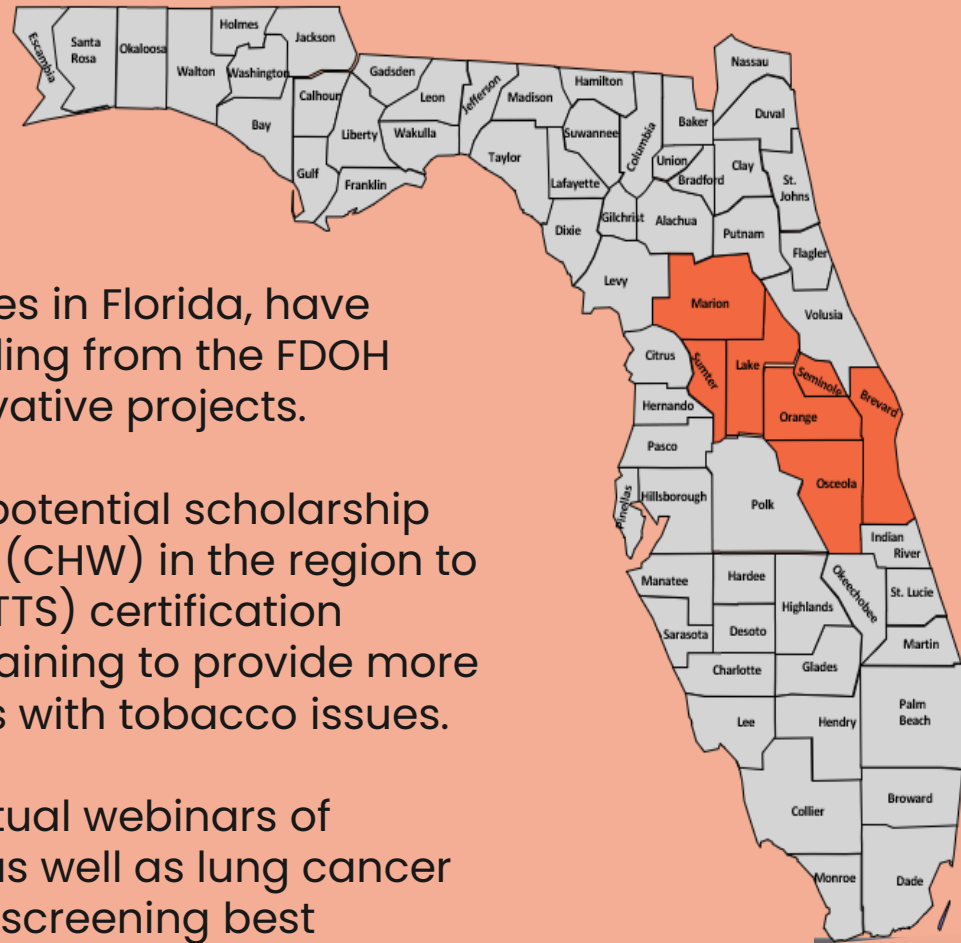 Escambia
Santa
Rosa
Okaloosa
Walton
Holmes
Washington
Jackson
Bay
Calhoun
Gulf
Gadsden
Liberty
Franklin
Leon
Wakulla
Jefferson
Madison
Taylor
Hamilton
Suwannee
Lafayette
Dixie
Columbia
Gilchrist
Baker
Union
Bradford
Alachua
Nassau
Duval
Clay
St.
Johns
Putnam
Flagler
Levy
Marion
Volusia
Citrus
Sumter
Lake
Seminole
Brevard
Hernando
Orange
Pasco
Osceola
Pinellas
Hillsborough
Polk
Indian
River
Manatee
Hardee
Highlands
Okeechobee
St. Lucie
Sarasota
Desoto
Martin
Charlotte
Glades
Lee
Hendry
Palm
Beach
Collier
Broward
Monroe
Dade
es in Florida, have
ding from the FDOH
vative projects.
potential scholarship
(CHW) in the region to
TTS) certification
aining to provide more
s with tobacco issues.
tual webinars of
as well as lung cancer
screening best